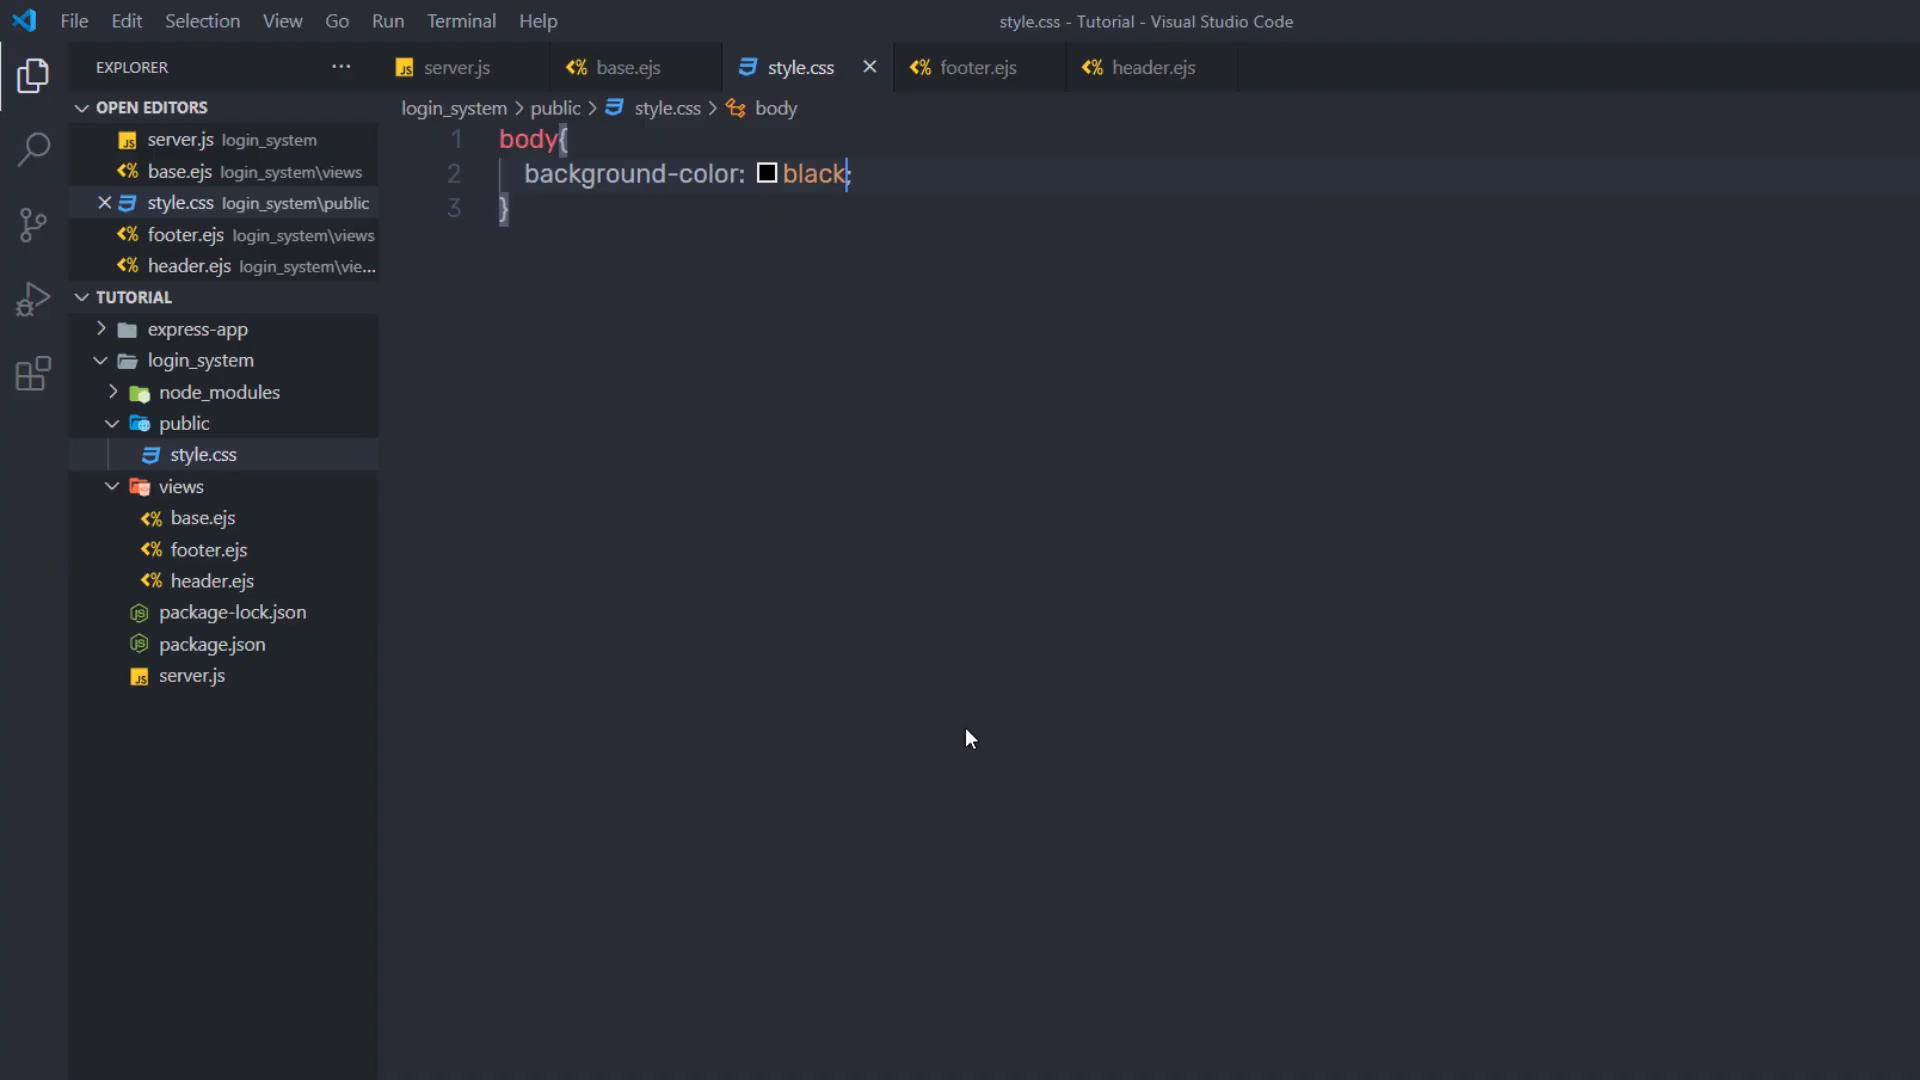 File Edit Selection View Go Run Terminal Help
style.css - Tutorial - Visual Studio Code
EXPLORER ···
server.js base.ejs style.css footer.ejs header.ejs
OPEN EDITORS
server.js login_system
base.ejs login_system\views
style.css login_system\public
footer.ejs login_system\views
header.ejs login_system\vie...
TUTORIAL
express-app
login_system
node_modules
public
style.css
views
base.ejs
footer.ejs
header.ejs
package-lock.json
package.json
server.js
login_system > public > style.css > body
1 body{
2 background-color: black;
3 }